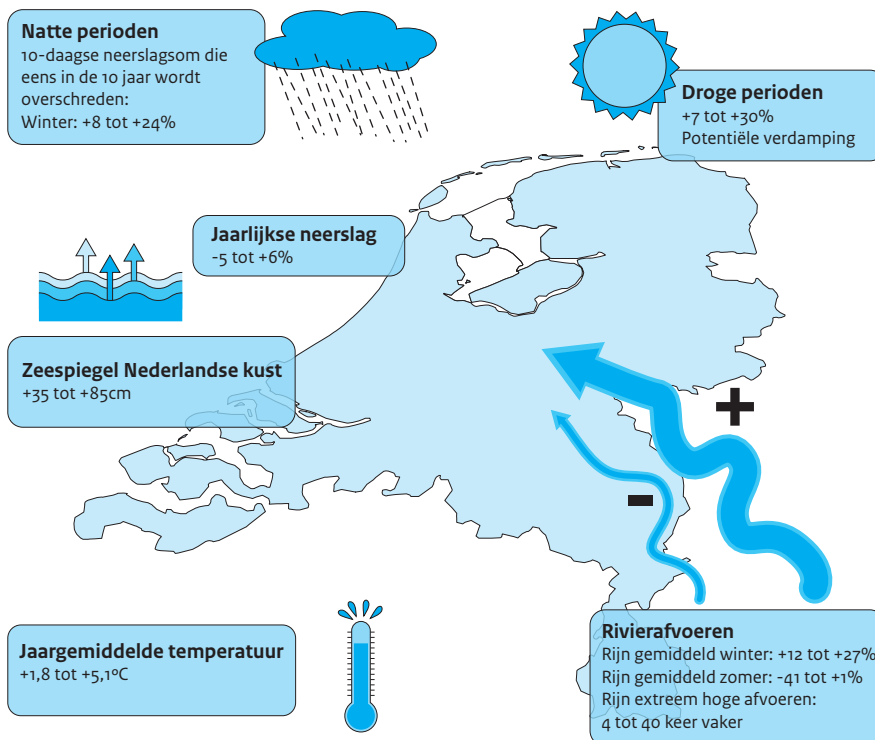 Natte perioden
10-daagse neerslagsom die
eens in de 10 jaar wordt
overschreden:
Winter: +8 tot +24%
Droge perioden
+7 tot +30%
Potentiële verdamping
Jaarlijkse neerslag
-5 tot +6%
Zeespiegel Nederlandse kust
+35 tot +85cm
+
-
Jaargemiddelde temperatuur
+1,8 tot +5,1ºC
Rivierafvoeren
Rijn gemiddeld winter: +12 tot +27%
Rijn gemiddeld zomer: -41 tot +1%
Rijn extreem hoge afvoeren:
4 tot 40 keer vaker